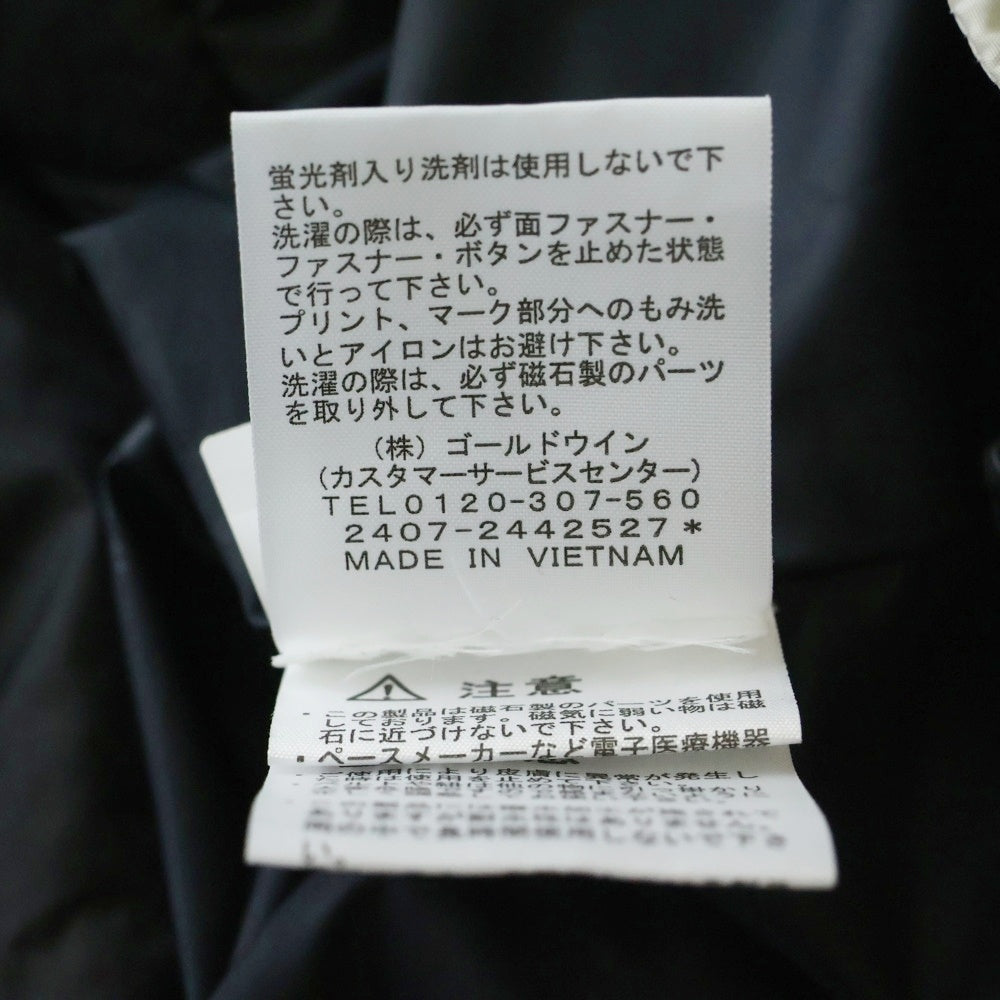 蛍光剤入り洗剤は使用しないで下
さい。
洗濯の際は、必ず面ファスナー・
ファスナー・ボタンを止めた状態
で行って下さい。
プリント、マーク部分へのもみ洗
いとアイロンはお避け下さい。
洗濯の際は、必ず磁石製のパーツ
を取り外して下さい。
(株)ゴールドウイン
(カスタマーサービスセンター)
TEL0120-307-560
2407-2442527*
MADE IN VIETNAM
注意
・この製品は磁石製のパーツを使用
しております。磁気に弱い物は磁
石に近づけないで下さい。
・ペースメーカーなど電子医療機器